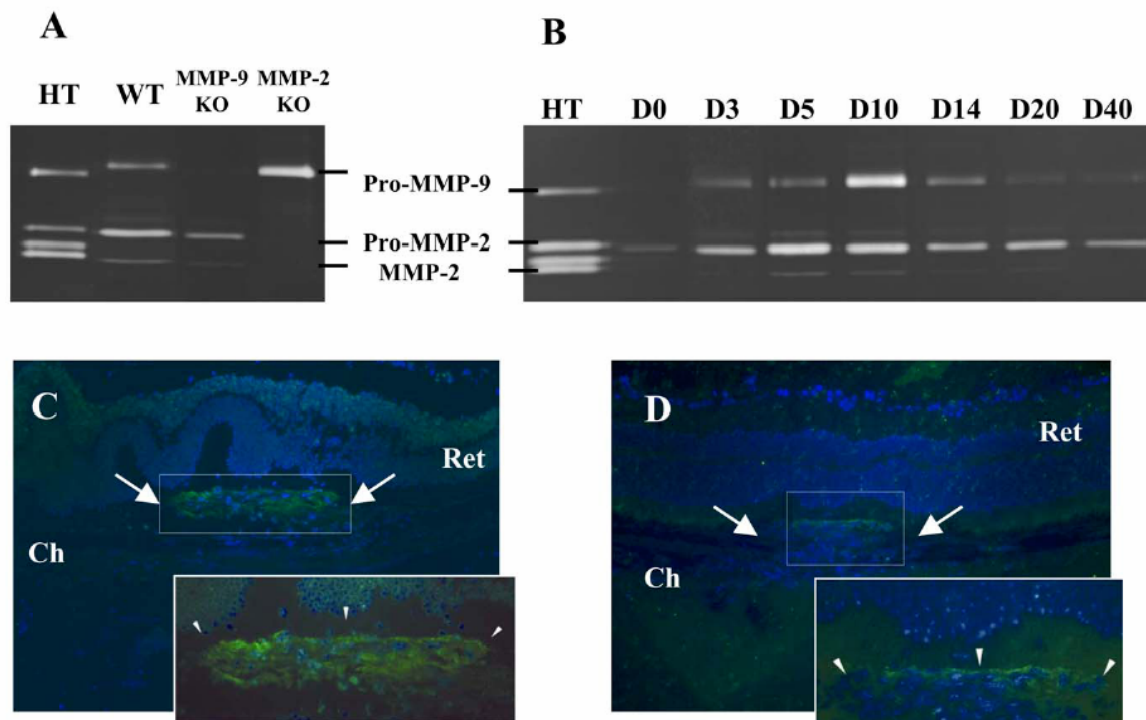 A
HT WT MMP-9 KO MMP-2 KO
B
HT D0 D3 D5 D10 D14 D20 D40
Pro-MMP-9
Pro-MMP-2
MMP-2
C
Ret
Ch
D
Ret
Ch